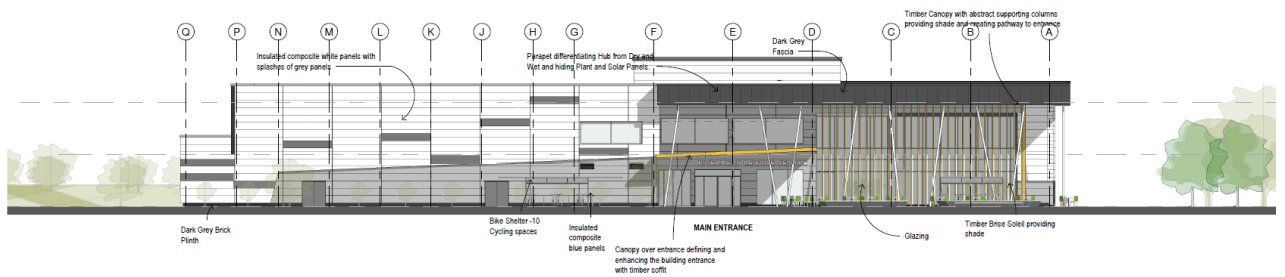 Timber Canopy with abstract supporting columns
providing shade and creating pathway to entrance
Q P N M L K J H G F E D C B A
Insulated composite white panels with
splashes of grey panels
Parapet differentiating Hub from Dry and
Wet and hiding Plant and Solar Panels.
Dark Grey
Fascia
Dark Grey Brick
Plinth
Bike Shelter -10
Cycling spaces
Insulated
composite
blue panels
MAIN ENTRANCE
Canopy over entrance defining and
enhancing the building entrance
with timber soffit
Glazing
Timber Brise Soleil providing
shade